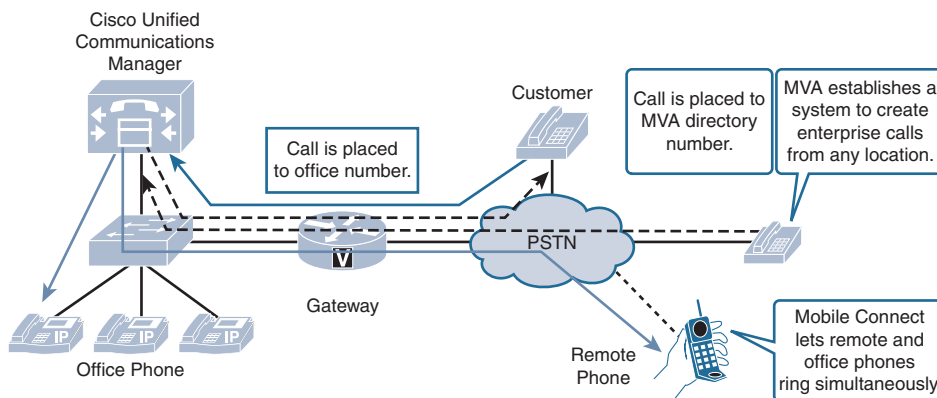 Cisco Unified
Communications
Manager
Customer
Call is placed
to office number.
Call is placed to
MVA directory
number.
MVA establishes a
system to create
enterprise calls
from any location.
PSTN
V
Gateway
IP
IP
IP
Office Phone
Remote
Phone
Mobile Connect
lets remote and
office phones
ring simultaneously